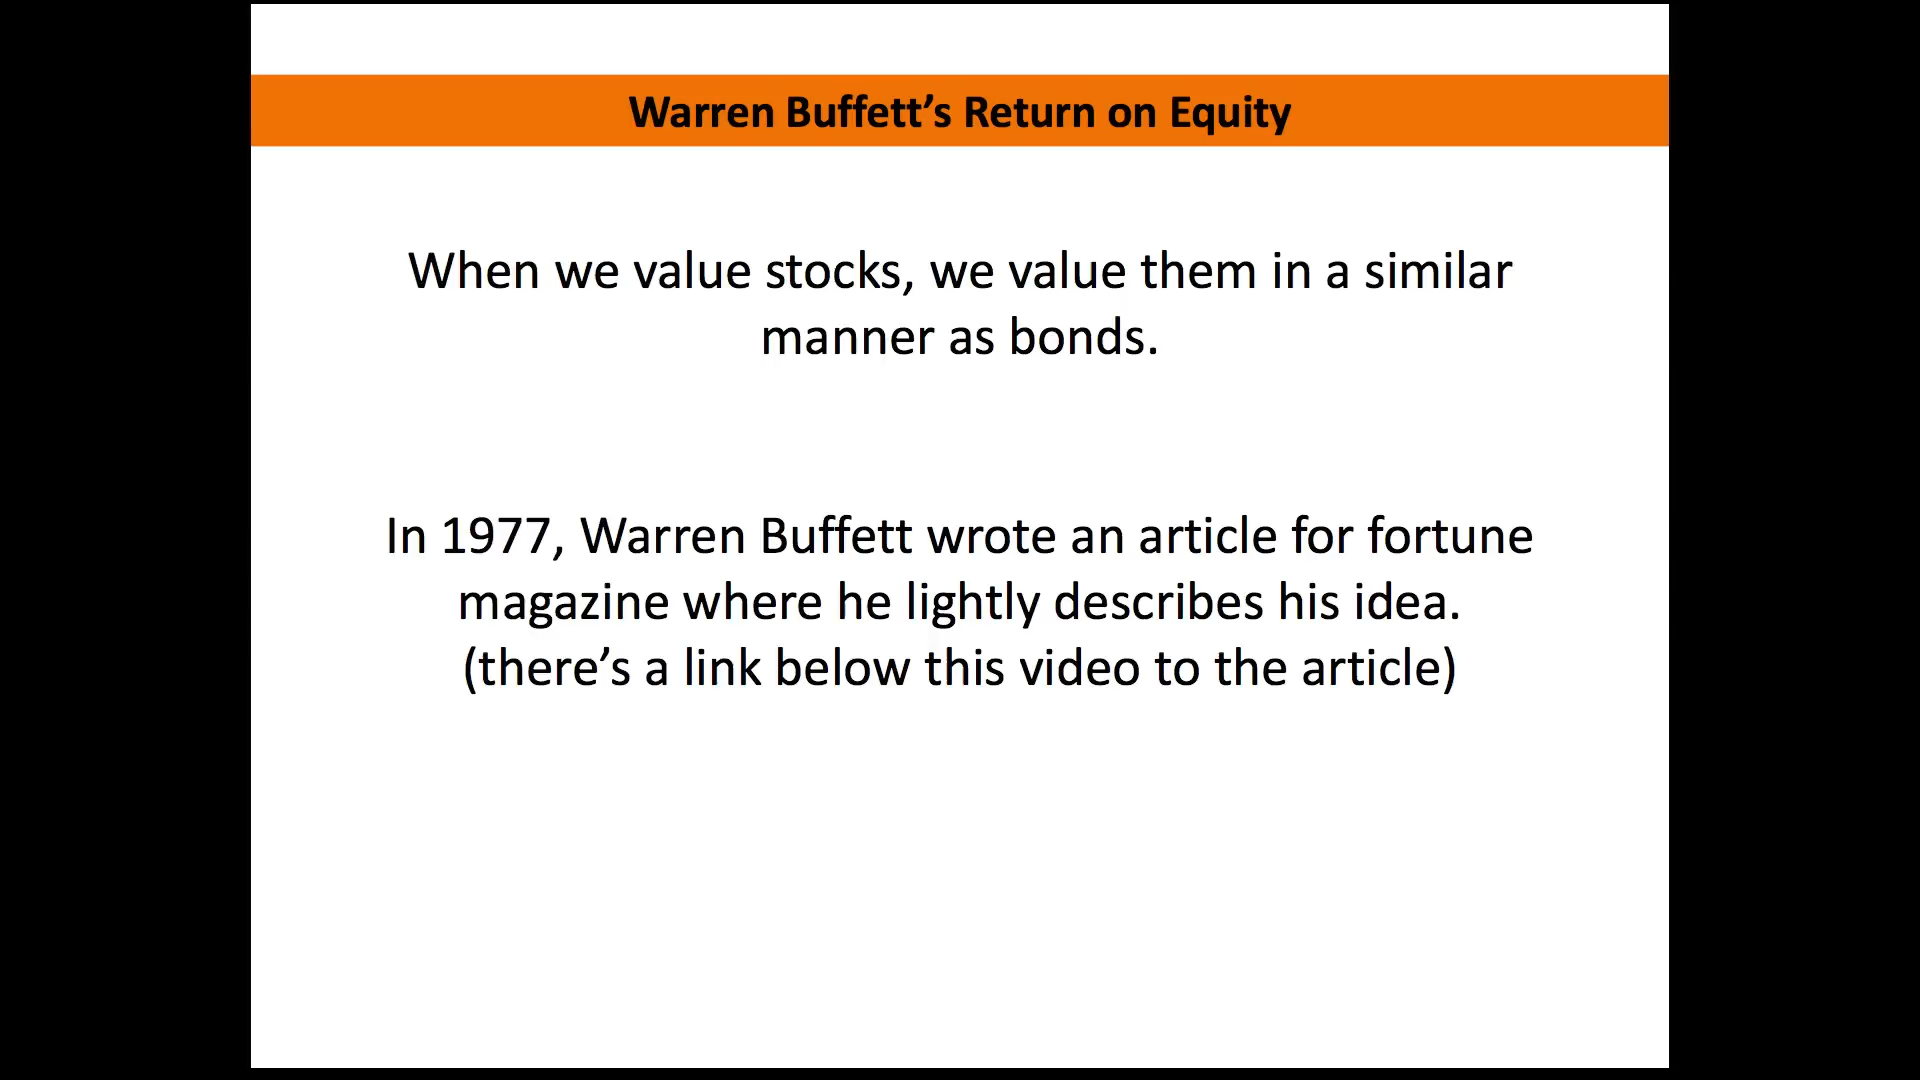 Warren Buffett’s Return on Equity
When we value stocks, we value them in a similar
manner as bonds.
In 1977, Warren Buffett wrote an article for fortune
magazine where he lightly describes his idea.
(there’s a link below this video to the article)